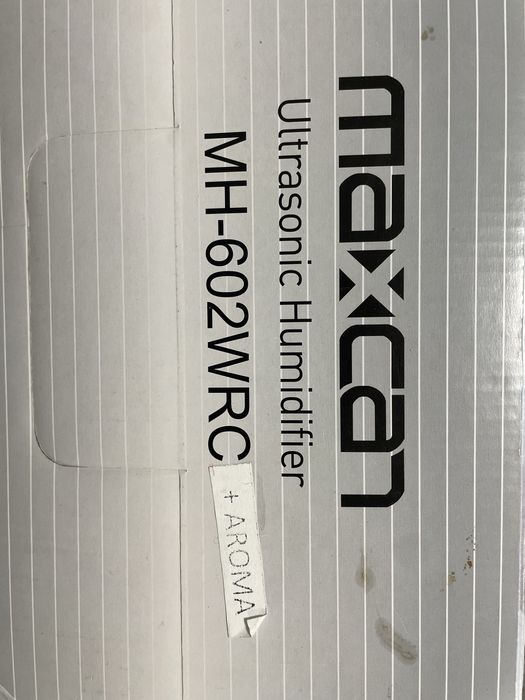 maxcan
Ultrasonic Humidifier
MH-602WRC
+ AROMA